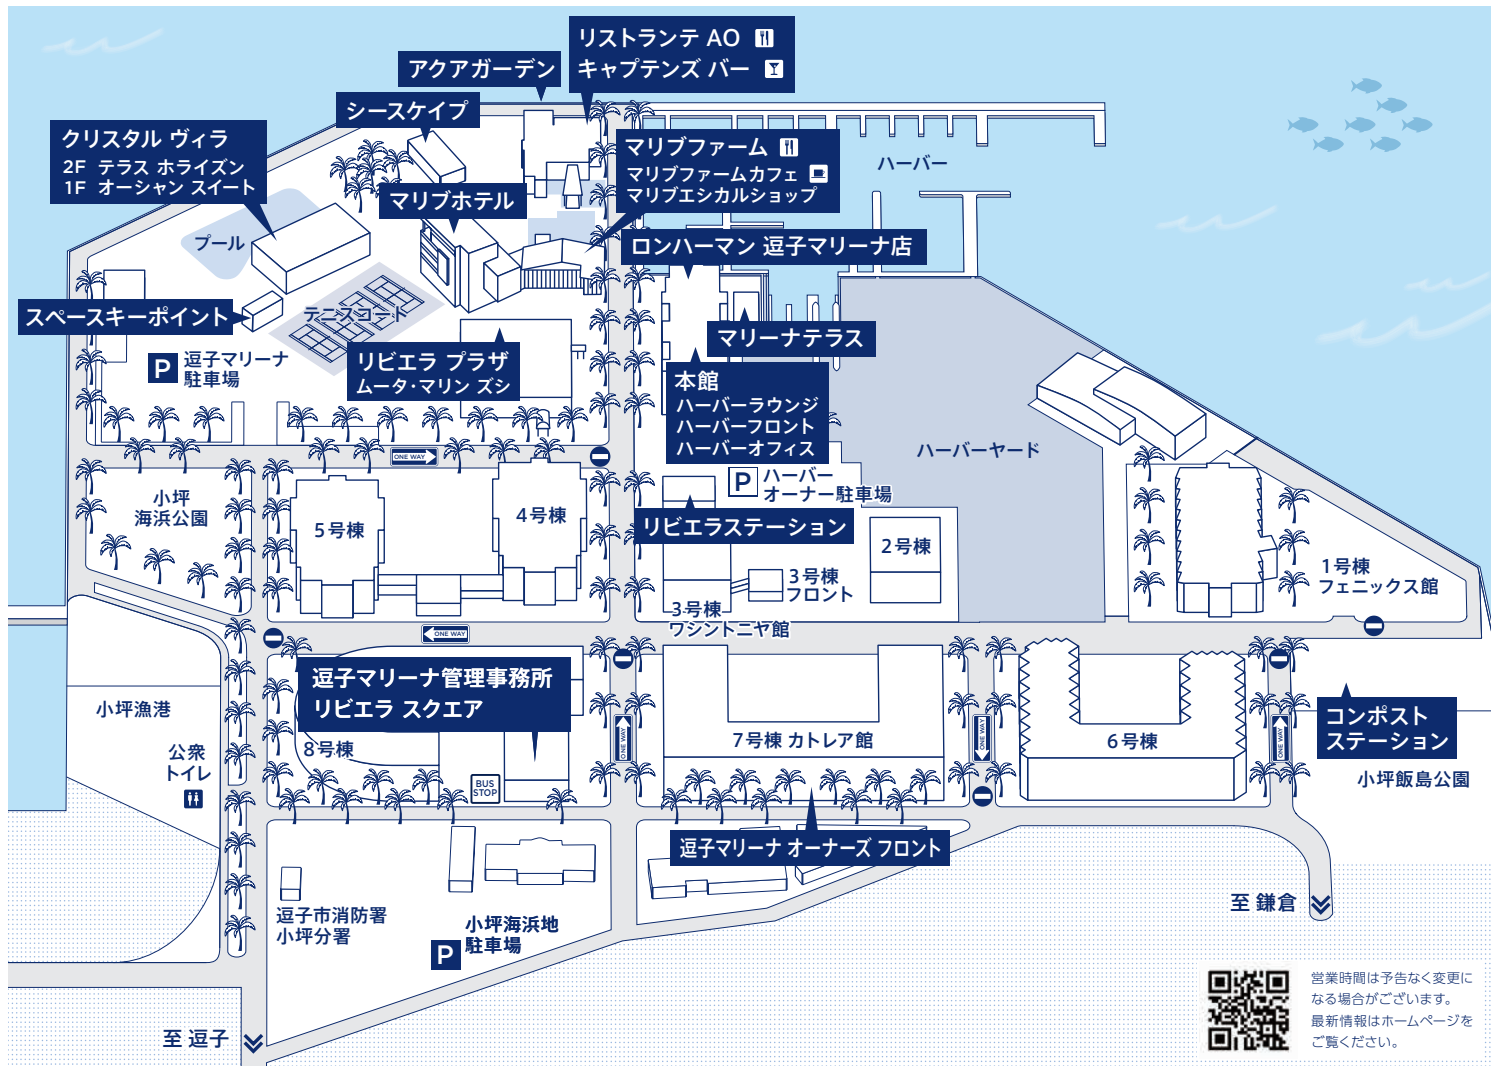 リストランテ AO
キャプテンズ バー
アクアガーデン
シースケイプ
クリスタル ヴィラ
2F テラス ホライズン
1F オーシャン スイート
マリブファーム
マリブファームカフェ
マリブエシカルショップ
ハーバー
マリブホテル
プール
ロンハーマン 逗子マリーナ店
スペースキーポイント
テニスコート
マリーナテラス
P
逗子マリーナ
駐車場
リビエラ プラザ
ムータ・マリン ズシ
本館
ハーバーラウンジ
ハーバーフロント
ハーバーオフィス
ハーバーヤード
ONE WAY
P
ハーバー
オーナー駐車場
小坪
海浜公園
5号棟
4号棟
リビエラステーション
2号棟
3号棟
フロント
1号棟
フェニックス館
3号棟
ワシントニヤ館
ONE WAY
逗子マリーナ管理事務所
リビエラ スクエア
小坪漁港
8号棟
公衆
トイレ
BUS
STOP
ONE WAY
7号棟 カトレア館
ONE WAY
6号棟
ONE WAY
コンポスト
ステーション
小坪飯島公園
逗子マリーナ オーナーズ フロント
逗子市消防署
小坪分署
P
小坪海浜地
駐車場
至 鎌倉
至 逗子
営業時間は予告なく変更に
なる場合がございます。
最新情報はホームページを
ご覧ください。